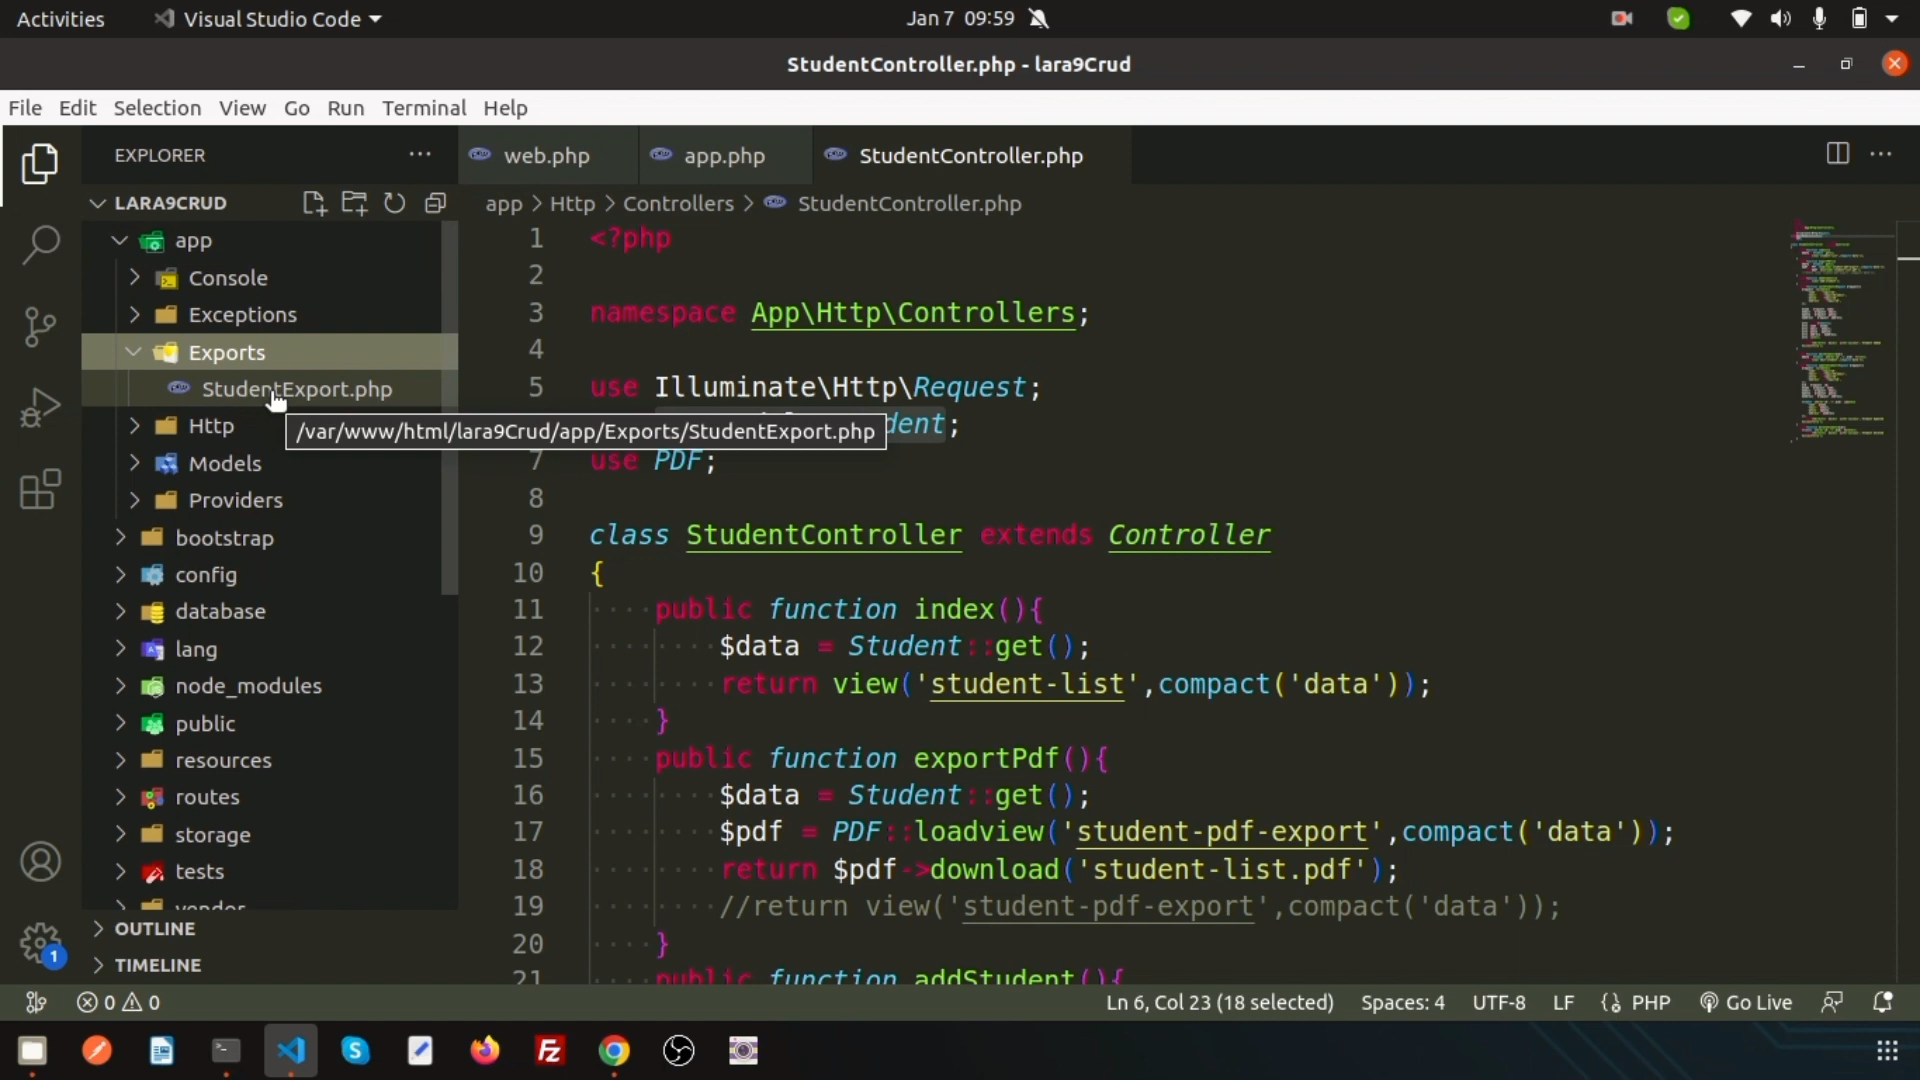 Activities
Visual Studio Code
Jan 7 09:59
StudentController.php - lara9Crud
File Edit Selection View Go Run Terminal Help
EXPLORER
web.php
app.php
StudentController.php
LARA9CRUD
app > Http > Controllers > StudentController.php
app
Console
Exceptions
Exports
StudentExport.php
Http
Models
Providers
bootstrap
config
database
lang
node_modules
public
resources
routes
storage
tests
vendor
OUTLINE
TIMELINE
/var/www/html/lara9Crud/app/Exports/StudentExport.php
1 <?php
2
3 namespace App\Http\Controllers;
4
5 use Illuminate\Http\Request;
dent;
7 use PDF;
8
9 class StudentController extends Controller
10 {
11 public function index(){
12 $data = Student::get();
13 return view('student-list',compact('data'));
14 }
15 public function exportPdf(){
16 $data = Student::get();
17 $pdf = PDF::loadview('student-pdf-export',compact('data'));
18 return $pdf->download('student-list.pdf');
19 //return view('student-pdf-export',compact('data'));
20 }
21 public function addStudent(){
1
0 0
Ln 6, Col 23 (18 selected)
Spaces: 4
UTF-8
LF
{} PHP
Go Live